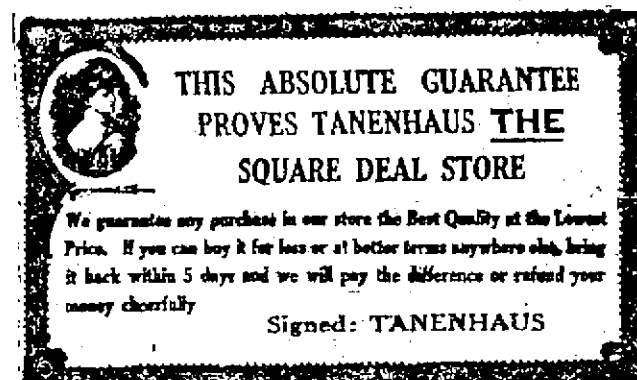 THIS ABSOLUTE GUARANTEE
PROVES TANENHAUS THE
SQUARE DEAL STORE
We guarantee any purchase in our store the Best Quality at the Lowest
Price. If you can buy it for less or at better terms anywhere else, bring
it back within 5 days and we will pay the difference or refund your
money cheerfully
Signed: TANENHAUS